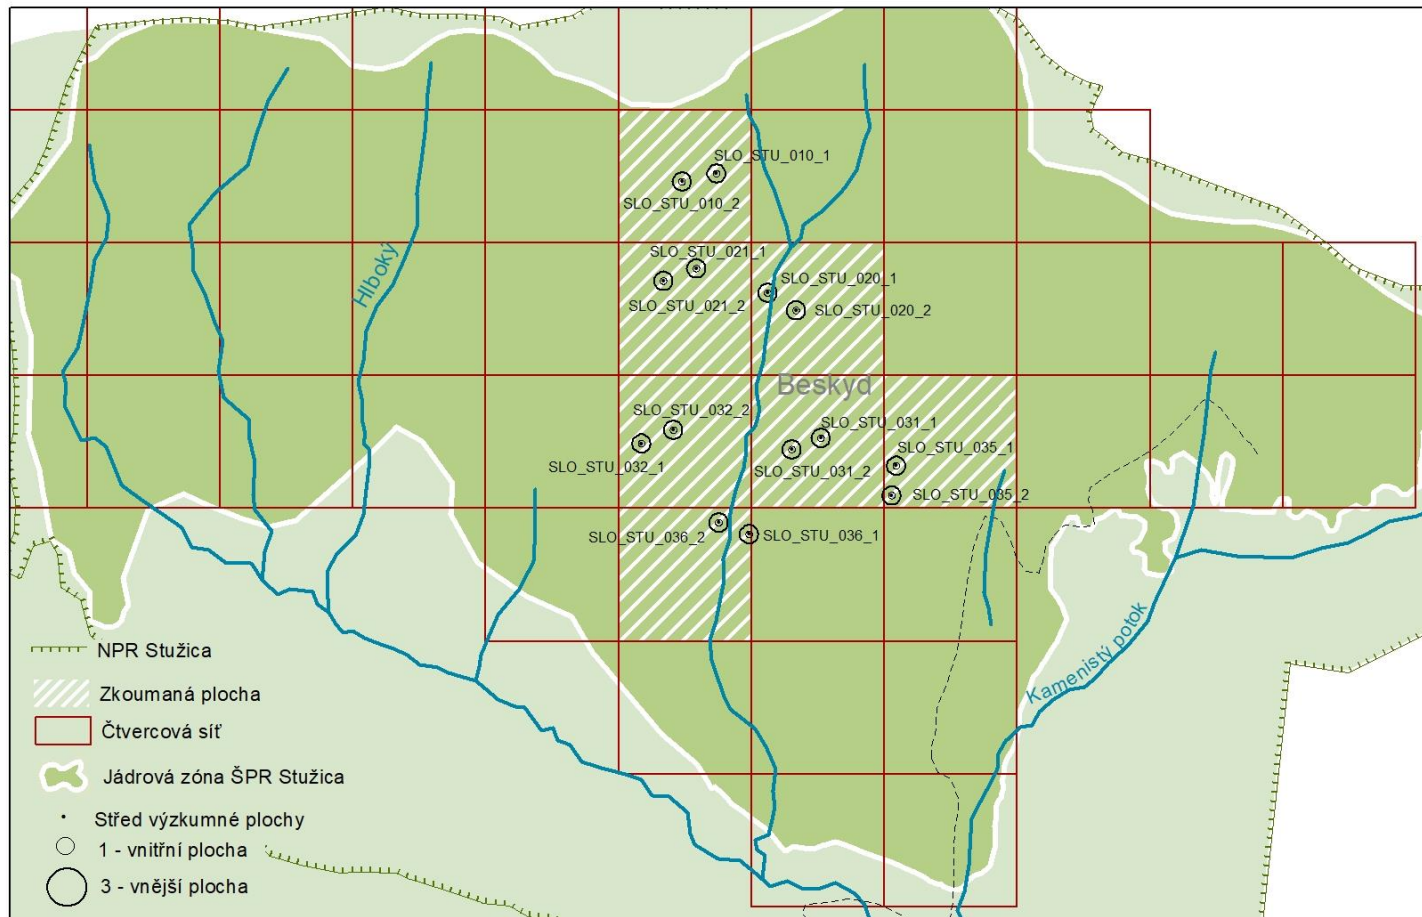 SLO_STU_010_1
SLO_STU_010_2
Hlboký
SLO_STU_021_1
SLO_STU_020_1
SLO_STU_021_2
SLO_STU_020_2
Beskyd
SLO_STU_032_2
SLO_STU_031_1
SLO_STU_035_1
SLO_STU_032_1
SLO_STU_031_2
SLO_STU_035_2
SLO_STU_036_2
SLO_STU_036_1
Kamenistý potok
NPR Stužica
Zkoumaná plocha
Čtvercová síť
Jádrová zóna ŠPR Stužica
Střed výzkumné plochy
1 - vnitřní plocha
3 - vnější plocha